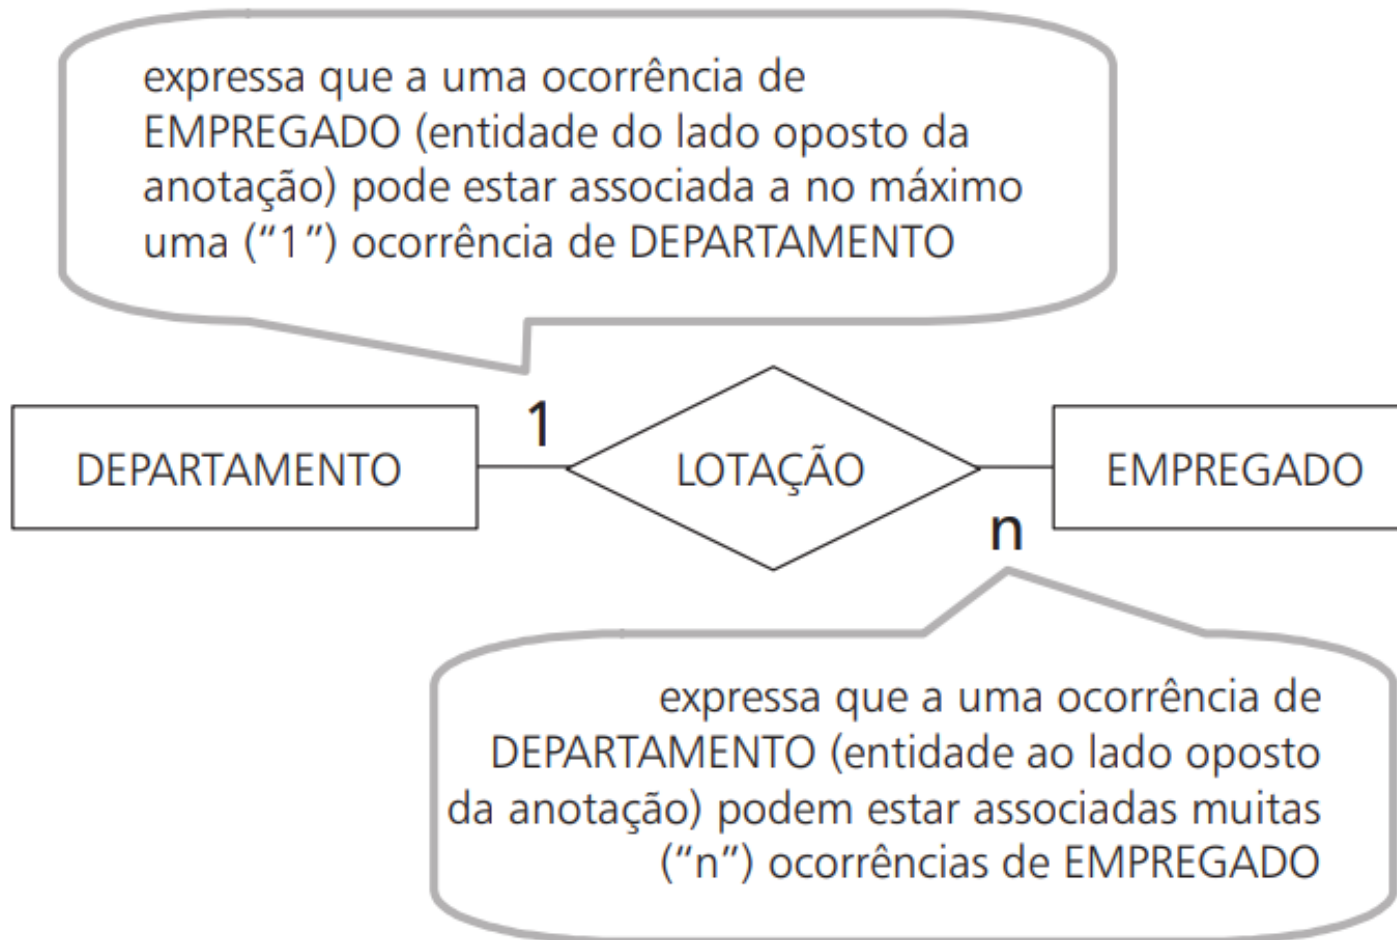 expressa que a uma ocorrência de
EMPREGADO (entidade do lado oposto da
anotação) pode estar associada a no máximo
uma (“1”) ocorrência de DEPARTAMENTO
1
DEPARTAMENTO
LOTAÇÃO
EMPREGADO
n
expressa que a uma ocorrência de
DEPARTAMENTO (entidade ao lado oposto
da anotação) podem estar associadas muitas
(“n”) ocorrências de EMPREGADO